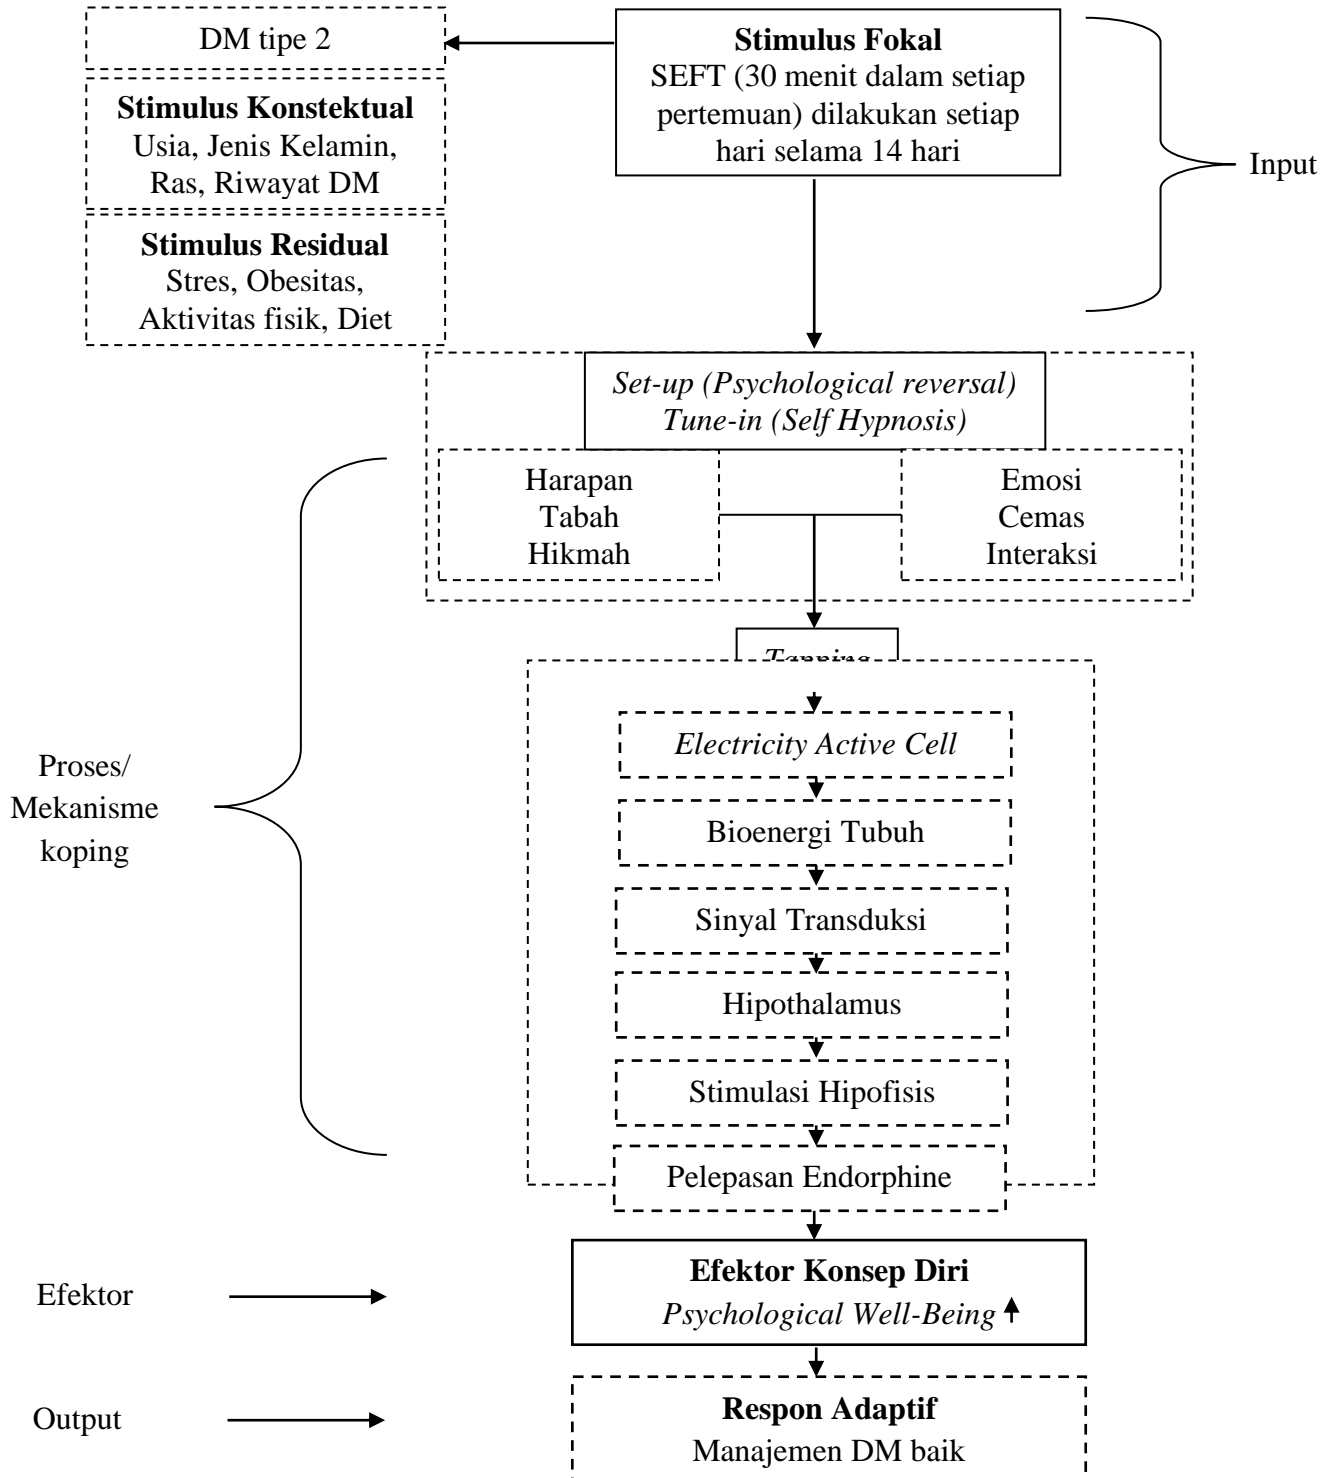 DM tipe 2
Stimulus Konstektual
Usia, Jenis Kelamin,
Ras, Riwayat DM
Stimulus Residual
Stres, Obesitas,
Aktivitas fisik, Diet
Stimulus Fokal
SEFT (30 menit dalam setiap
pertemuan) dilakukan setiap
hari selama 14 hari
Input
Set-up (Psychological reversal)
Tune-in (Self Hypnosis)
Harapan
Tabah
Hikmah
Emosi
Cemas
Interaksi
Tapping
Proses/
Mekanisme
koping
Electricity Active Cell
Bioenergi Tubuh
Sinyal Transduksi
Hipothalamus
Stimulasi Hipofisis
Pelepasan Endorphine
Efektor
Efektor Konsep Diri
Psychological Well-Being
Output
Respon Adaptif
Manajemen DM baik